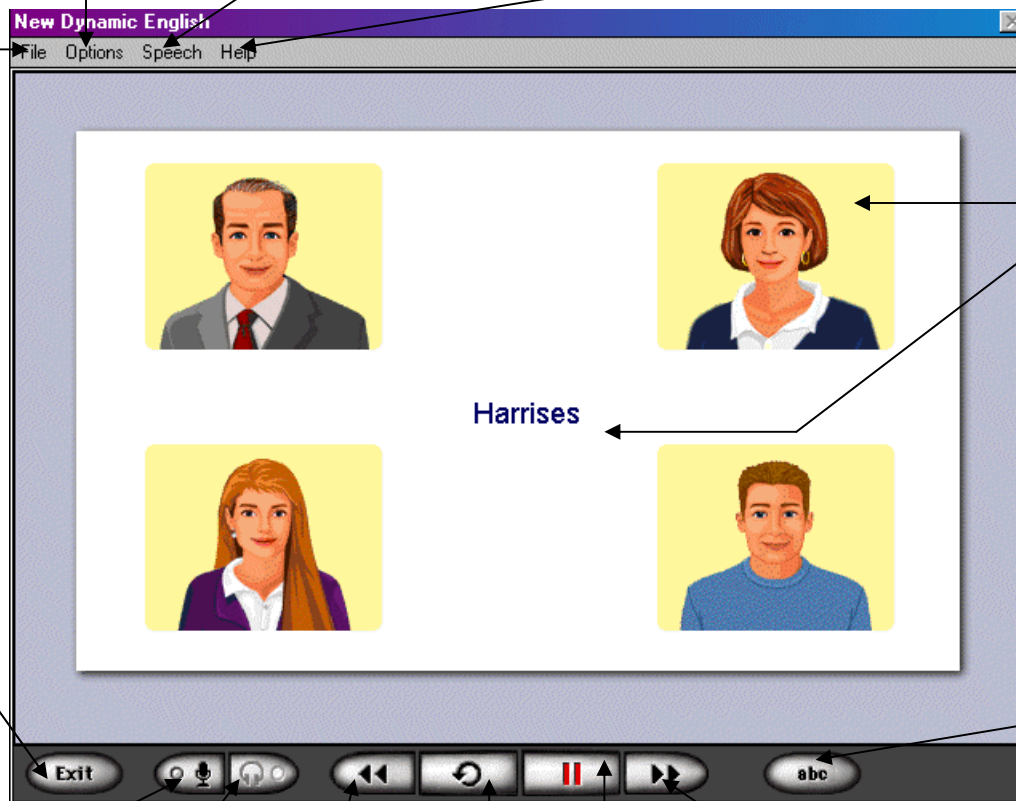 New Dynamic English
File Options Speech Help
Harrises
Exit
abc